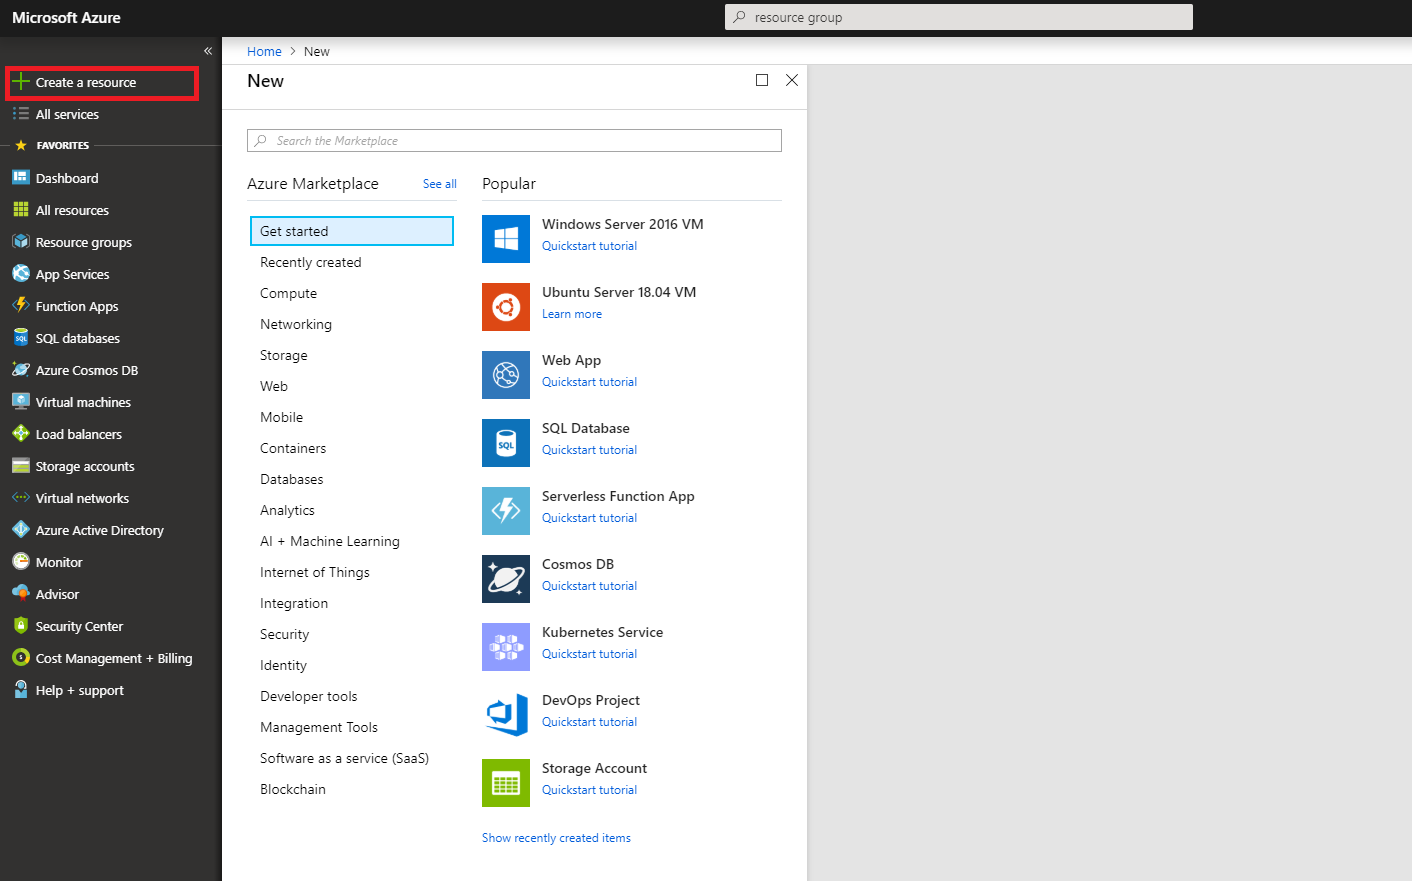 Microsoft Azure
resource group
«
Create a resource
All services
FAVORITES
Dashboard
All resources
Resource groups
App Services
Function Apps
SQL databases
Azure Cosmos DB
Virtual machines
Load balancers
Storage accounts
Virtual networks
Azure Active Directory
Monitor
Advisor
Security Center
Cost Management + Billing
Help + support
Home > New
New
Search the Marketplace
Azure Marketplace
See all
Get started
Recently created
Compute
Networking
Storage
Web
Mobile
Containers
Databases
Analytics
AI + Machine Learning
Internet of Things
Integration
Security
Identity
Developer tools
Management Tools
Software as a service (SaaS)
Blockchain
Popular
Windows Server 2016 VM
Quickstart tutorial
Ubuntu Server 18.04 VM
Learn more
Web App
Quickstart tutorial
SQL
SQL Database
Quickstart tutorial
Serverless Function App
Quickstart tutorial
Cosmos DB
Quickstart tutorial
Kubernetes Service
Quickstart tutorial
DevOps Project
Quickstart tutorial
Storage Account
Quickstart tutorial
Show recently created items